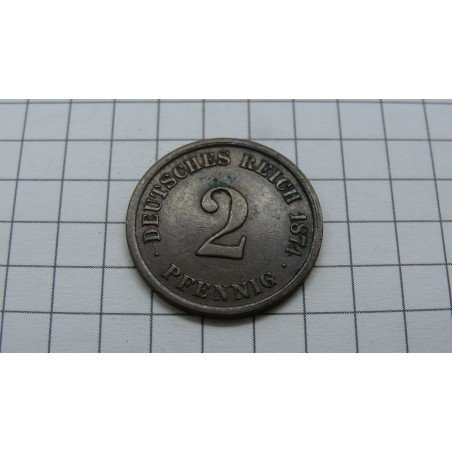 DEUTSCHES REICH 1874
2
PFENNIG